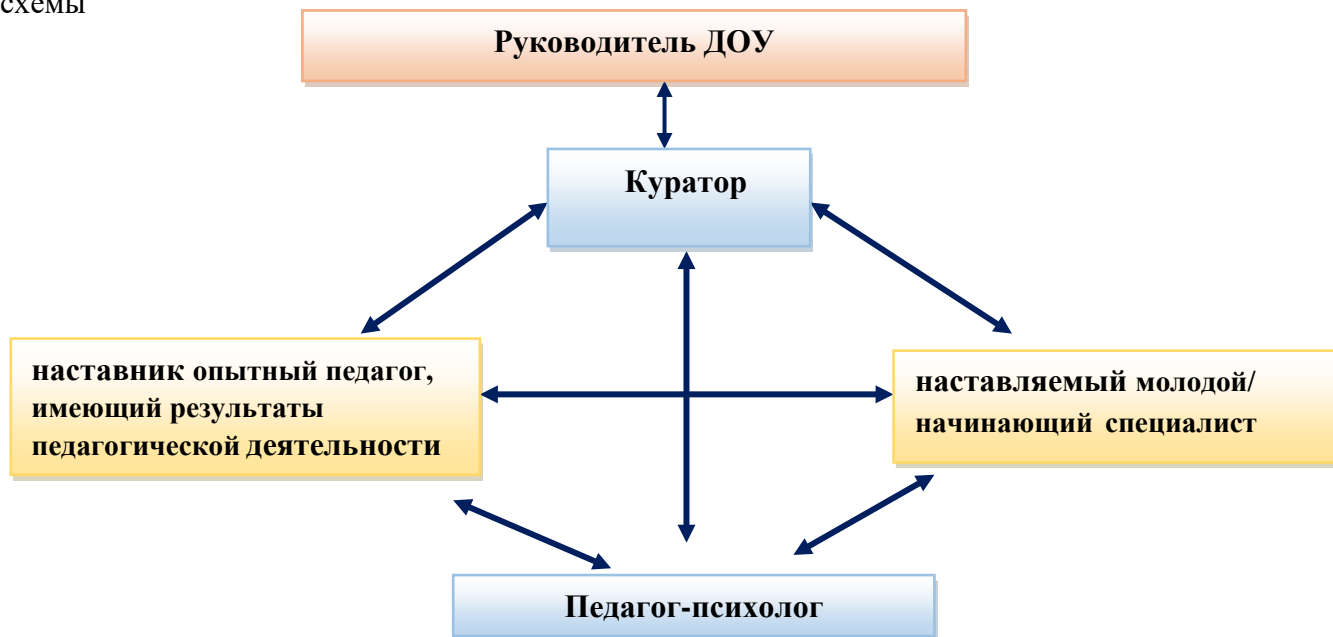 схемы
Руководитель ДОУ
Куратор
наставник опытный педагог,
имеющий результаты
педагогической деятельности
наставляемый молодой/
начинающий специалист
Педагог-психолог